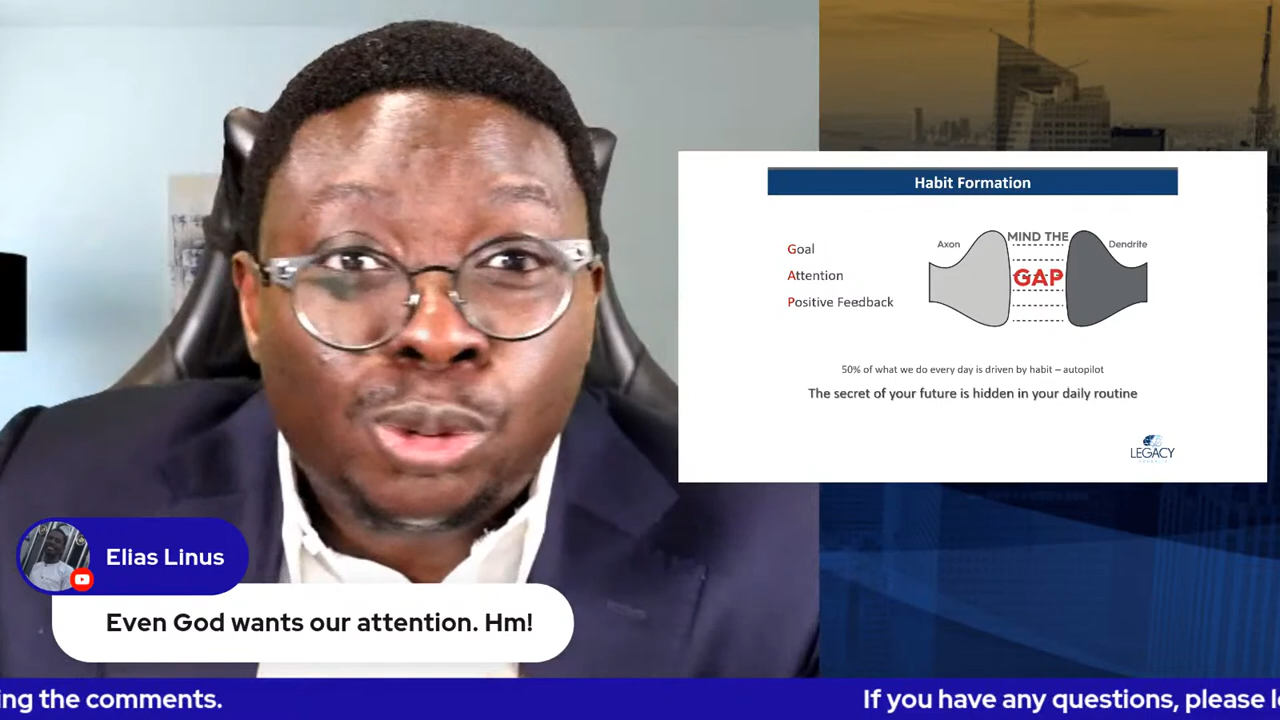 Habit Formation
Goal
Attention
Positive Feedback
Axon
MIND THE
GAP
Dendrite
50% of what we do every day is driven by habit – autopilot
The secret of your future is hidden in your daily routine
LEGACY
Elias Linus
Even God wants our attention. Hm!
ing the comments.
If you have any questions, please l